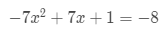 −7x² + 7x + 1 = −8